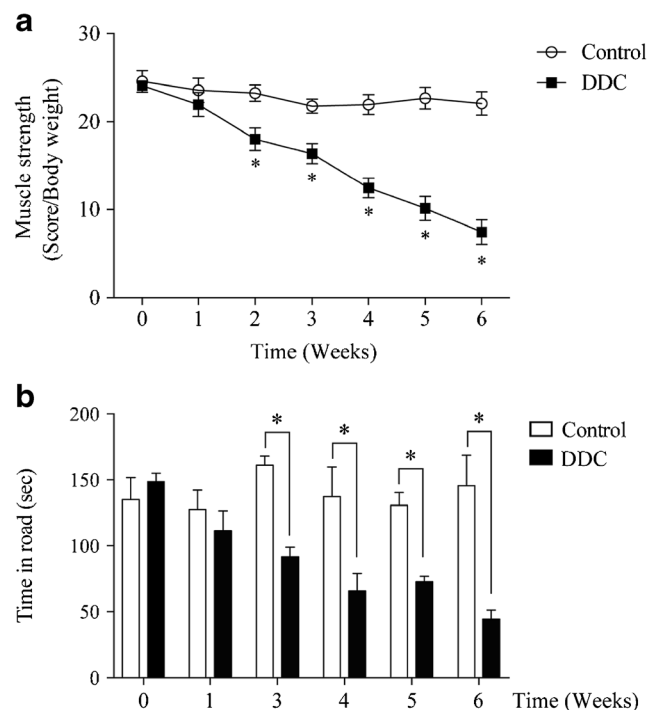 a
Muscle strength
(Score/Body weight)
30
20
10
0
0 1 2 3 4 5 6
Time (Weeks)
Control
DDC
* * * * *
b
Time in road (sec)
200
150
100
50
0
0 1 3 4 5 6 Time (Weeks)
* * * *
Control
DDC